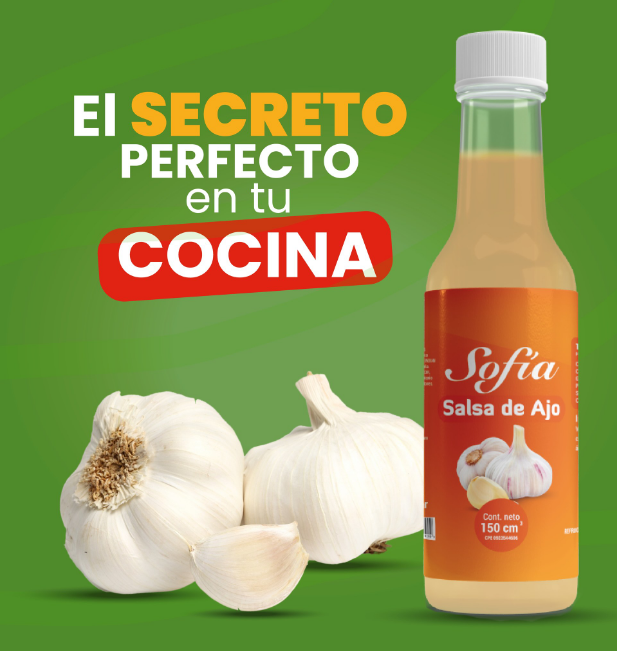 El SECRETO
PERFECTO
en tu
COCINA
Sofía
Salsa de Ajo
Cont. neto
150 cm³